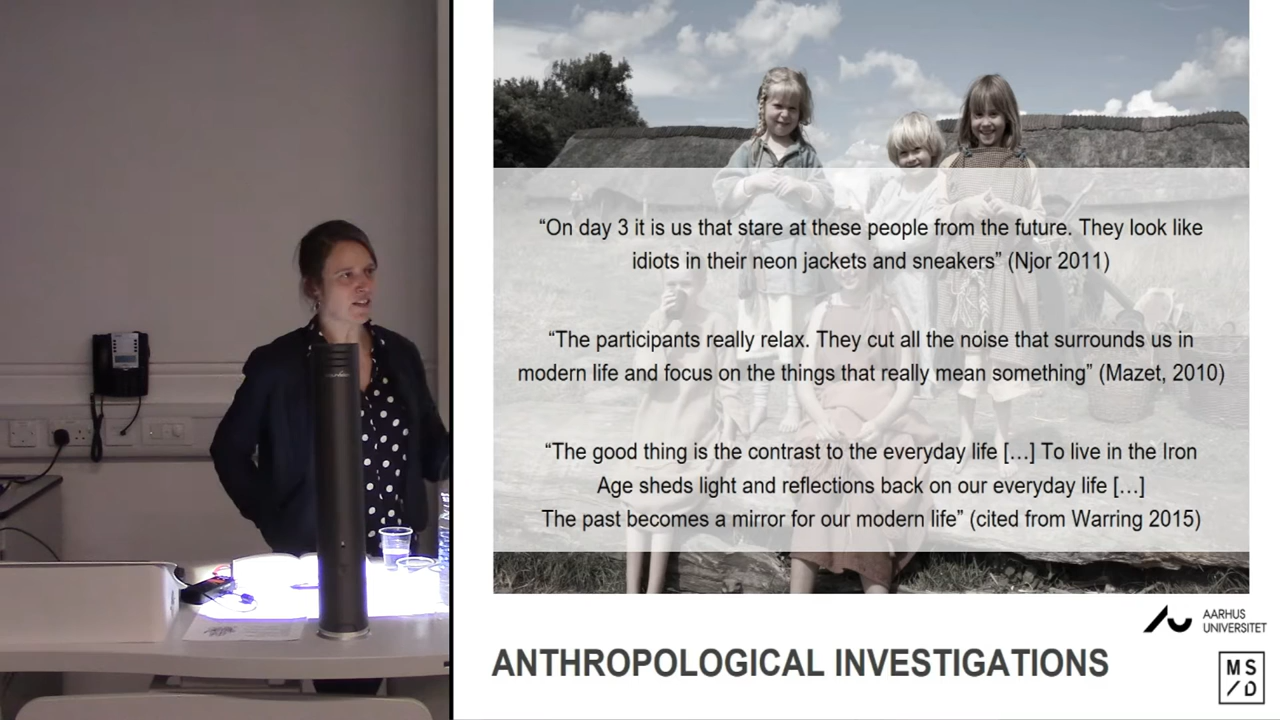 “On day 3 it is us that stare at these people from the future. They look like
idiots in their neon jackets and sneakers” (Njor 2011)
“The participants really relax. They cut all the noise that surrounds us in
modern life and focus on the things that really mean something” (Mazet, 2010)
“The good thing is the contrast to the everyday life […] To live in the Iron
Age sheds light and reflections back on our everyday life […]
The past becomes a mirror for our modern life” (cited from Warring 2015)
AARHUS
UNIVERSITET
ANTHROPOLOGICAL INVESTIGATIONS
M S
/ D